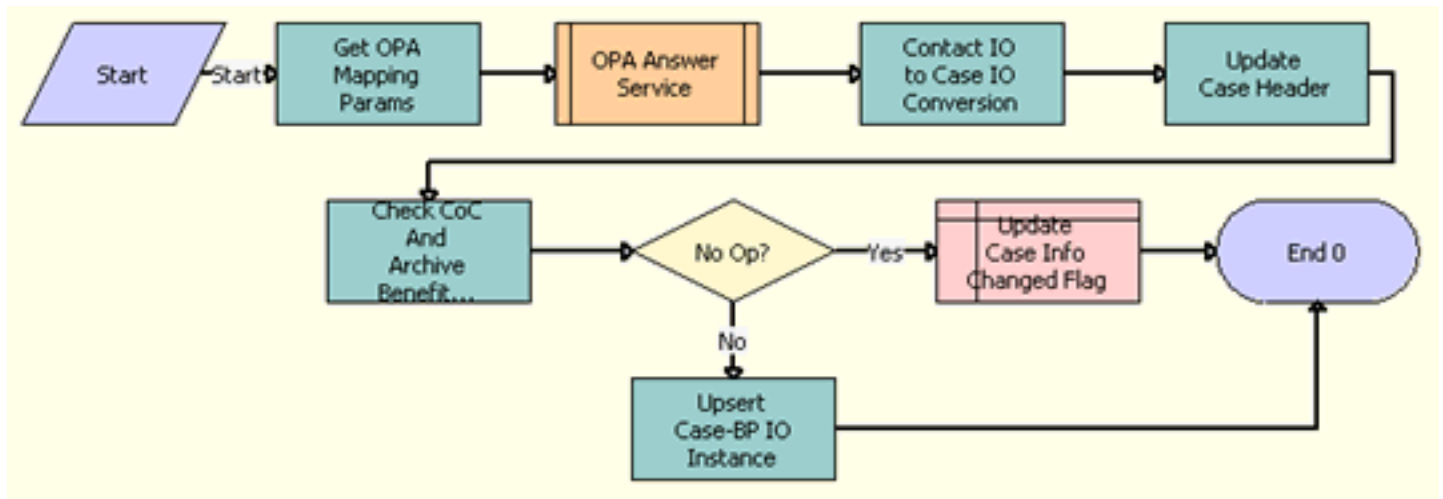 Start
Start
Get OPA
Mapping
Params
OPA Answer
Service
Contact IO
to Case IO
Conversion
Update
Case Header
Check CoC
And
Archive
Benefit...
No Op?
Yes
Update
Case Info
Changed Flag
End 0
No
Upsert
Case-BP IO
Instance